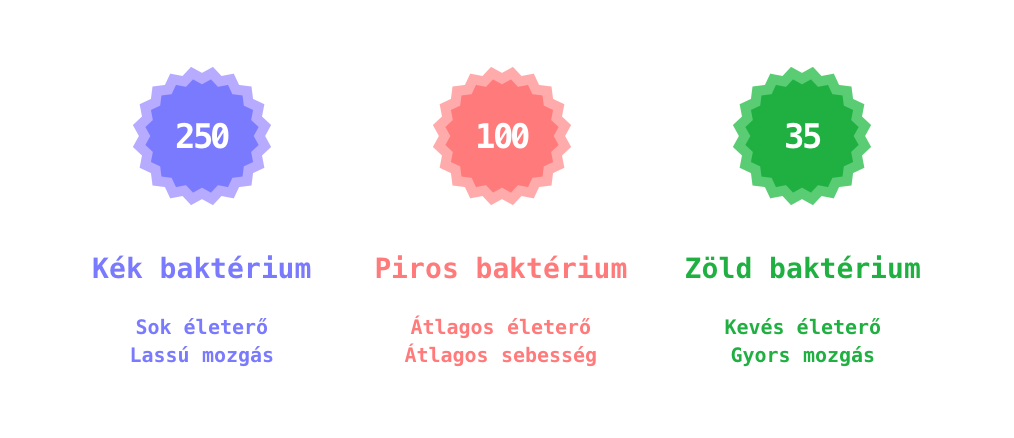 250
100
35
Kék baktérium
Piros baktérium
Zöld baktérium
Sok életerő
Lassú mozgás
Átlagos életerő
Átlagos sebesség
Kevés életerő
Gyors mozgás